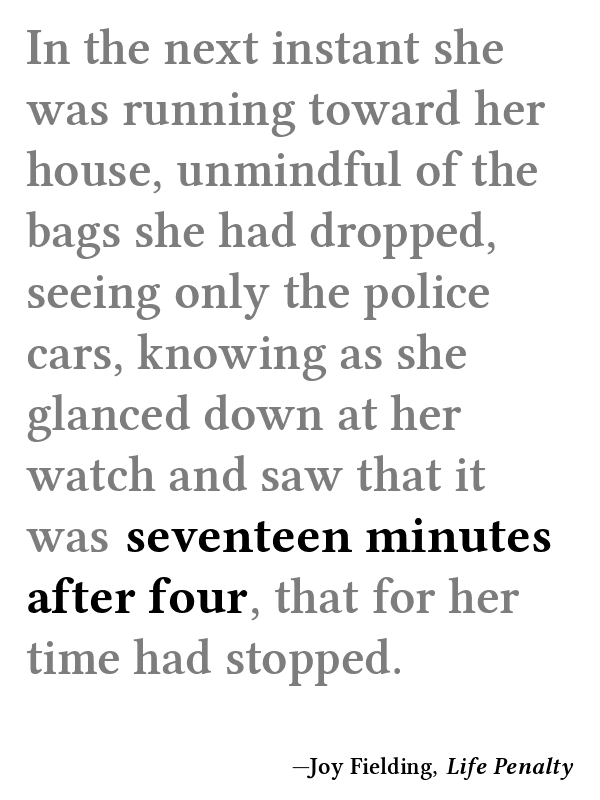 In the next instant she
was running toward her
house, unmindful of the
bags she had dropped,
seeing only the police
cars, knowing as she
glanced down at her
watch and saw that it
was seventeen minutes
after four, that for her
time had stopped.
—Joy Fielding, Life Penalty